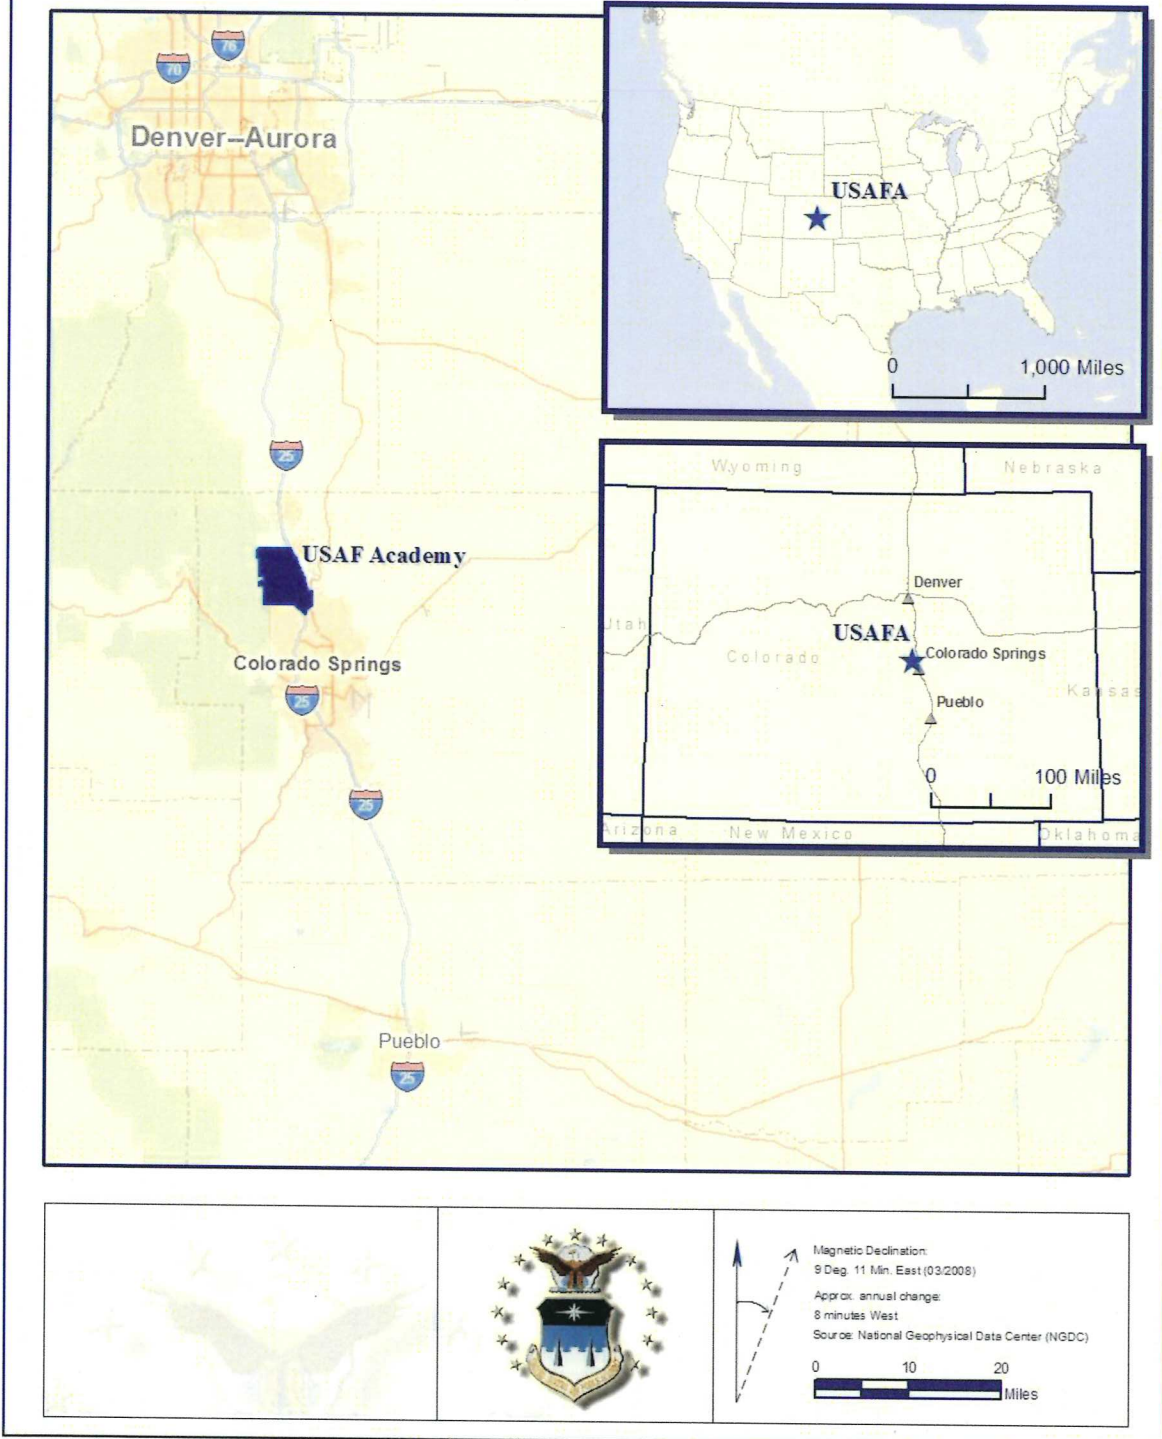 76
70
Denver–Aurora
25
USAF Academy
Colorado Springs
25
25
Pueblo
25
USAFA
0 1,000 Miles
Wyoming
Nebraska
Denver
Utah
USAFA
Colorado Springs
Colorado
Kansas
Pueblo
0 100 Miles
Arizona
New Mexico
Oklahoma
Magnetic Declination:
9 Deg. 11 Min. East (03/2008)
Approx. annual change:
8 minutes West
Source: National Geophysical Data Center (NGDC)
0 10 20
Miles